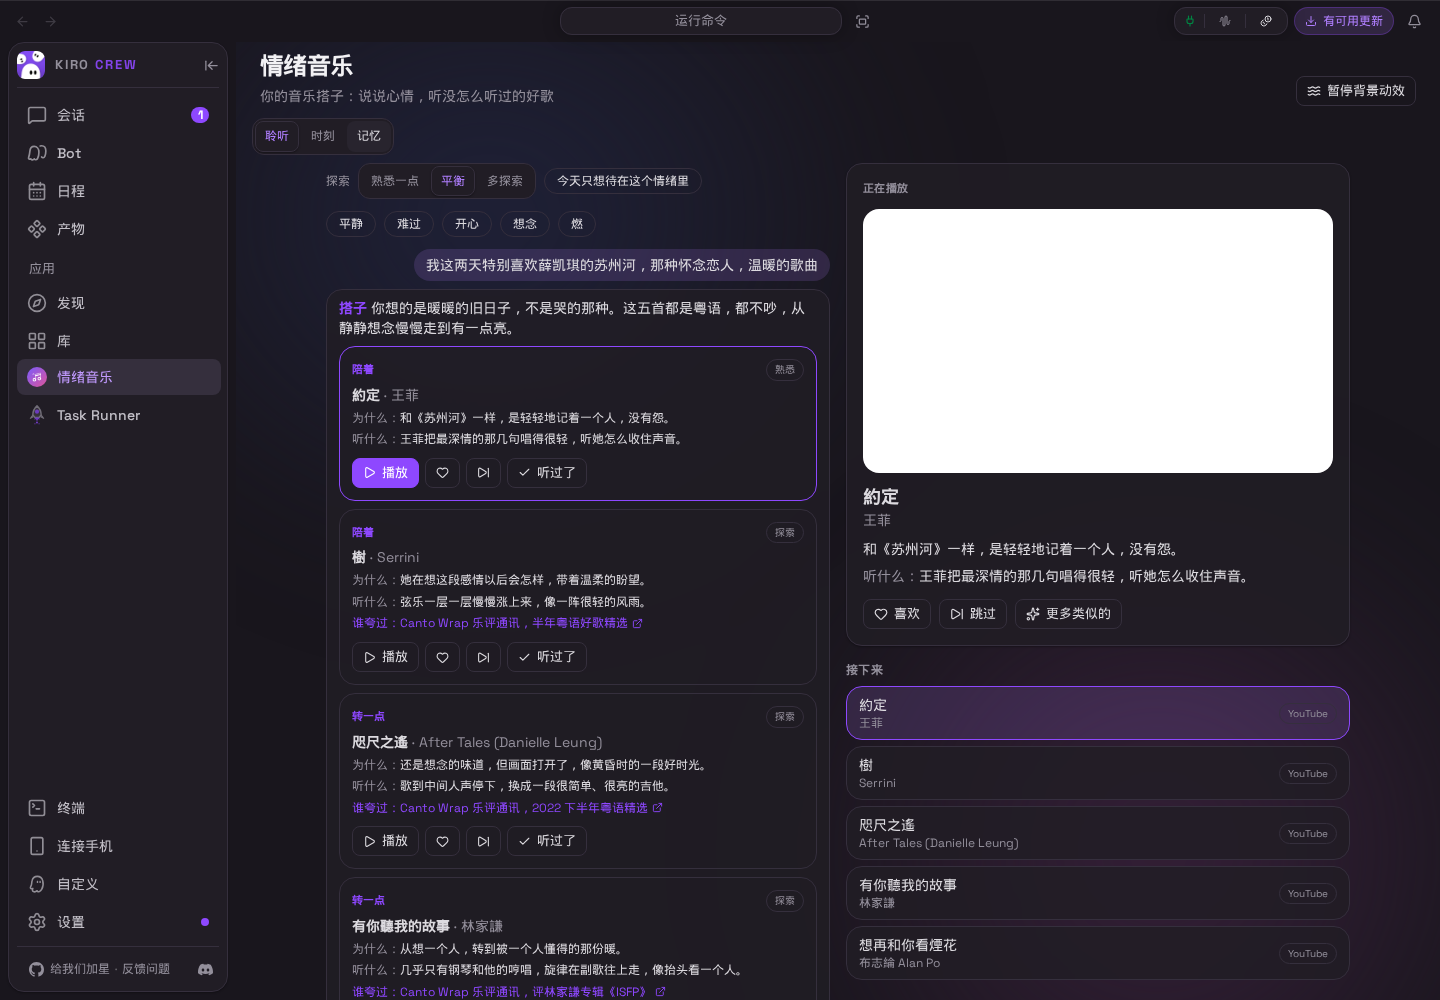 运行命令
有可用更新
KIRO CREW
会话
1
Bot
日程
产物
应用
发现
库
情绪音乐
Task Runner
终端
连接手机
自定义
设置
给我们加星 · 反馈问题
情绪音乐
你的音乐搭子：说说心情，听没怎么听过的好歌
暂停背景动效
聆听
时刻
记忆
探索
熟悉一点
平衡
多探索
今天只想待在这个情绪里
平静
难过
开心
想念
燃
我这两天特别喜欢薛凯琪的苏州河，那种怀念恋人，温暖的歌曲
搭子 你想的是暖暖的旧日子，不是哭的那种。这五首都是粤语，都不吵，从
静静想念慢慢走到有一点亮。
陪着
熟悉
約定 · 王菲
为什么：和《苏州河》一样，是轻轻地记着一个人，没有怨。
听什么：王菲把最深情的那几句唱得很轻，听她怎么收住声音。
播放
听过了
陪着
探索
樹 · Serrini
为什么：她在想这段感情以后会怎样，带着温柔的盼望。
听什么：弦乐一层一层慢慢涨上来，像一阵很轻的风雨。
谁夸过：Canto Wrap 乐评通讯，半年粤语好歌精选
播放
听过了
转一点
探索
咫尺之遙 · After Tales (Danielle Leung)
为什么：还是想念的味道，但画面打开了，像黄昏时的一段好时光。
听什么：歌到中间人声停下，换成一段很简单、很亮的吉他。
谁夸过：Canto Wrap 乐评通讯，2022 下半年粤语精选
播放
听过了
转一点
探索
有你聽我的故事 · 林家謙
为什么：从想一个人，转到被一个人懂得的那份暖。
听什么：几乎只有钢琴和他的哼唱，旋律在副歌往上走，像抬头看一个人。
谁夸过：Canto Wrap 乐评通讯，评林家謙专辑《ISFP》
正在播放
約定
王菲
和《苏州河》一样，是轻轻地记着一个人，没有怨。
听什么：王菲把最深情的那几句唱得很轻，听她怎么收住声音。
喜欢
跳过
更多类似的
接下来
約定
王菲
YouTube
樹
Serrini
YouTube
咫尺之遙
After Tales (Danielle Leung)
YouTube
有你聽我的故事
林家謙
YouTube
想再和你看煙花
布志綸 Alan Po
YouTube